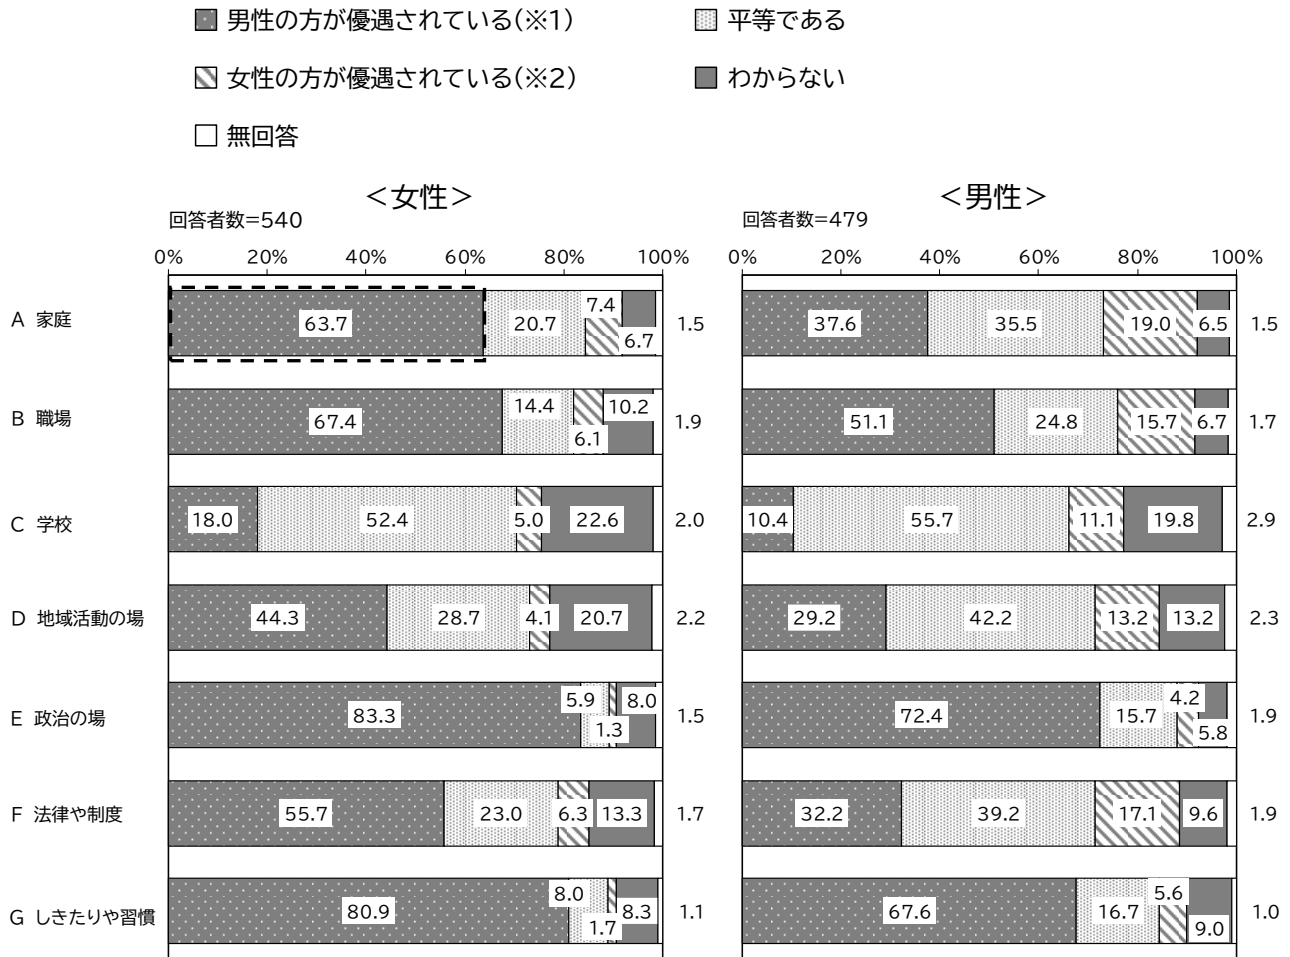 男性の方が優遇されている(※1) 平等である
女性の方が優遇されている(※2) わからない
無回答
＜女性＞ ＜男性＞
回答者数=540 回答者数=479
0% 20% 40% 60% 80% 100% 0% 20% 40% 60% 80% 100%
A 家庭 63.7 20.7 7.4 6.7 1.5 37.6 35.5 19.0 6.5 1.5
B 職場 67.4 14.4 6.1 10.2 1.9 51.1 24.8 15.7 6.7 1.7
C 学校 18.0 52.4 5.0 22.6 2.0 10.4 55.7 11.1 19.8 2.9
D 地域活動の場 44.3 28.7 4.1 20.7 2.2 29.2 42.2 13.2 13.2 2.3
E 政治の場 83.3 5.9 1.3 8.0 1.5 72.4 15.7 4.2 5.8 1.9
F 法律や制度 55.7 23.0 6.3 13.3 1.7 32.2 39.2 17.1 9.6 1.9
G しきたりや習慣 80.9 8.0 1.7 8.3 1.1 67.6 16.7 5.6 9.0 1.0